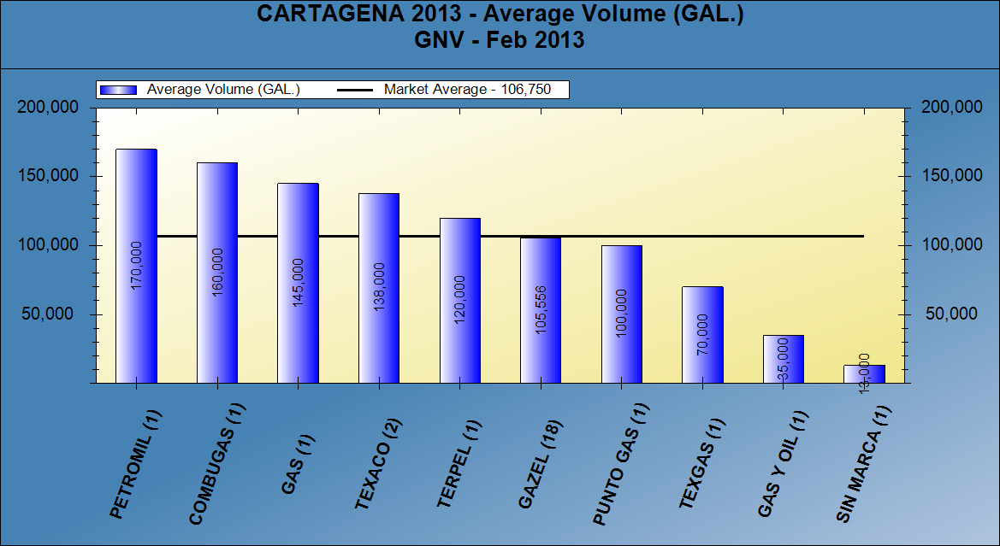 CARTAGENA 2013 - Average Volume (GAL.)
GNV - Feb 2013
Average Volume (GAL.) Market Average - 106,750
200,000 200,000
150,000 150,000
100,000 100,000
50,000 50,000
170,000
160,000
145,000
138,000
120,000
105,556
100,000
70,000
35,000
13,000
PETROMIL (1)
COMBUGAS (1)
GAS (1)
TEXACO (2)
TERPEL (1)
GAZEL (18)
PUNTO GAS (1)
TEXGAS (1)
GAS Y OIL (1)
SIN MARCA (1)